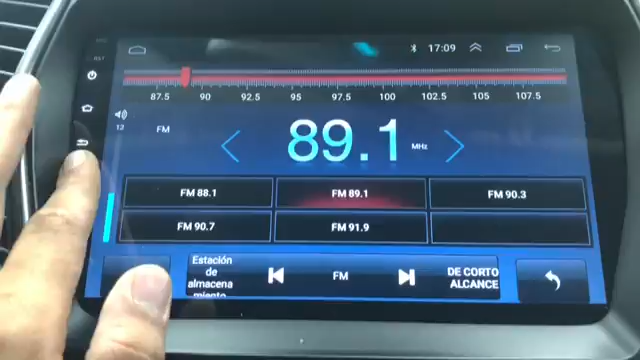 17:09
87.5 90 92.5 95 97.5 100 102.5 105 107.5
12
FM
89.1 MHz
FM 88.1
FM 89.1
FM 90.3
FM 90.7
FM 91.9
Estación
de
almacena
miento
FM
DE CORTO
ALCANCE